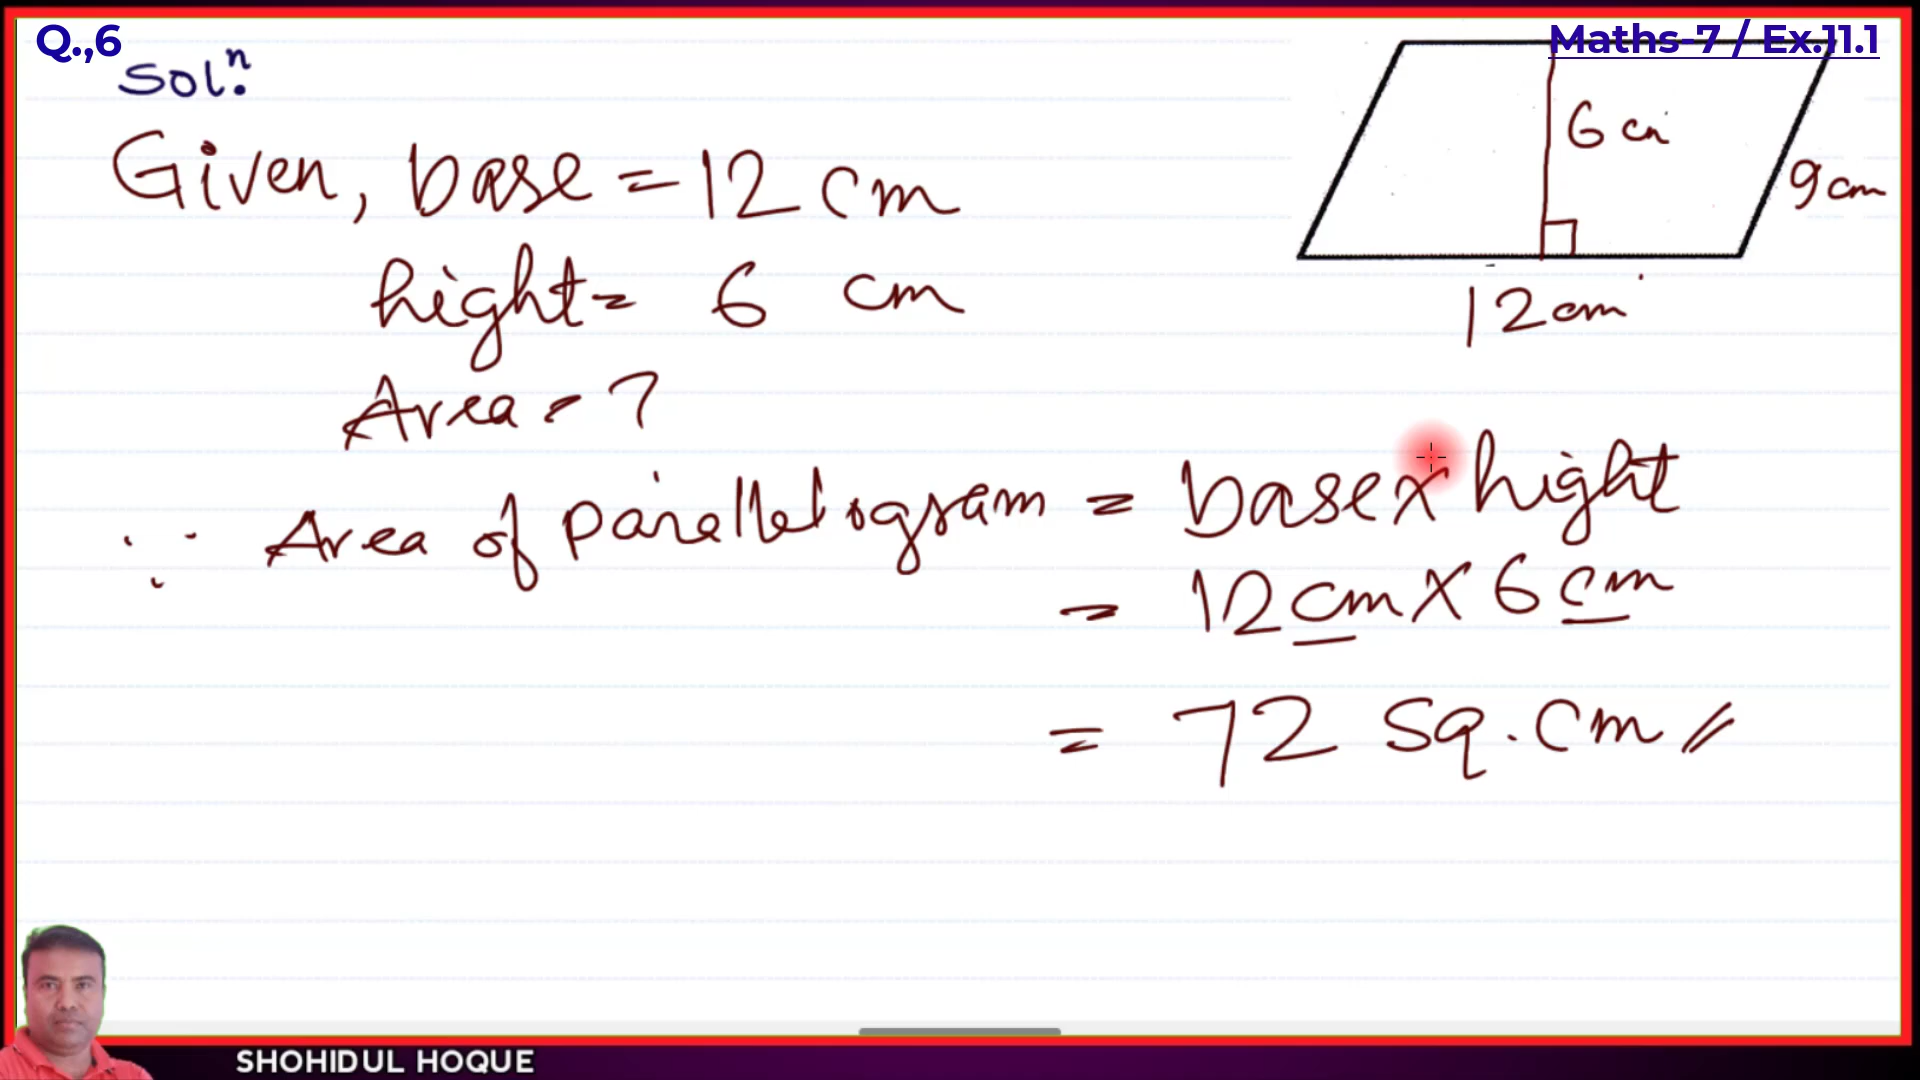 Q.,6
Maths-7 / Ex.11.1
Solⁿ.
6 cm
9 cm
12 cm
Given, base = 12 cm
hight = 6 cm
Area = ?
∵ Area of parellelogram = base x hight
= 12 cm X 6 cm
= 72 sq. cm //
SHOHIDUL HOQUE